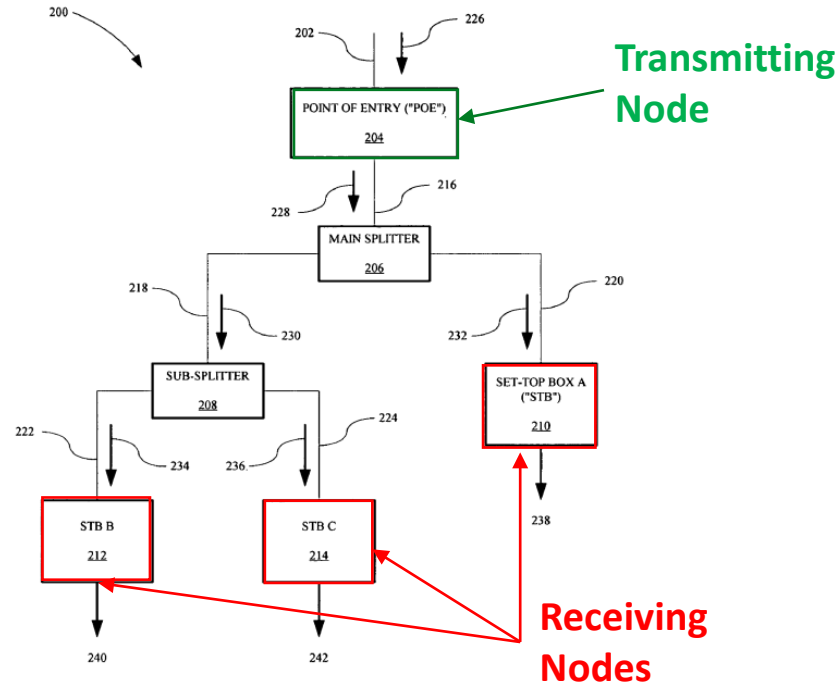 200
202
226
Transmitting
Node
POINT OF ENTRY ("POE")
204
228
216
MAIN SPLITTER
206
218
220
230
232
SUB-SPLITTER
208
SET-TOP BOX A
("STB")
210
222
224
234
236
STB B
212
STB C
214
238
Receiving
Nodes
240
242